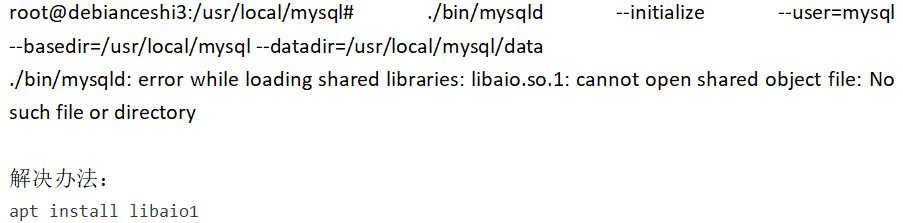 root@debianceshi3:/usr/local/mysql# ./bin/mysqld --initialize --user=mysql
--basedir=/usr/local/mysql --datadir=/usr/local/mysql/data
./bin/mysqld: error while loading shared libraries: libaio.so.1: cannot open shared object file: No
such file or directory
解决办法：
apt install libaio1